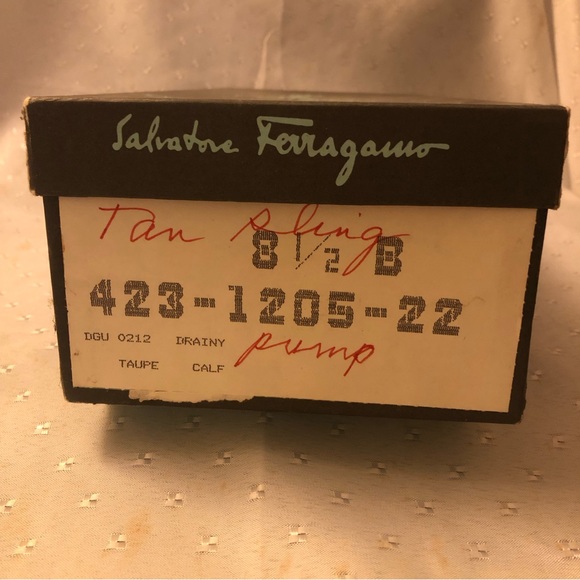 Salvatore Ferragamo
Tan sling
8 1/2 B
423-1205-22
DGU 0212 DRAINY
pump
TAUPE CALF